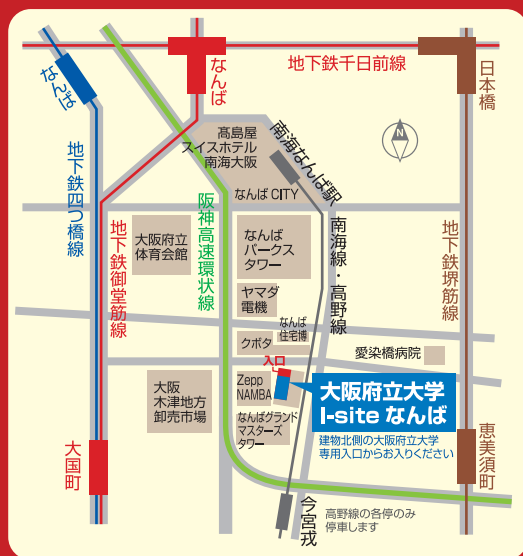 なんば
なんば
地下鉄千日前線
日本橋
N
高島屋
スイスホテル
南海大阪
南海なんば駅
なんばCITY
地下鉄四つ橋線
地下鉄御堂筋線
大阪府立
体育会館
阪神高速環状線
なんば
パークス
タワー
南海線・高野線
地下鉄堺筋線
ヤマダ
電機
なんば
住宅博
クボタ
愛染橋病院
入口
大阪
木津地方
卸売市場
Zepp
NAMBA
大阪府立大学
I-site なんば
なんばグランド
マスターズ
タワー
建物北側の大阪府立大学
専用入口からお入りください
大国町
恵美須町
今宮戎
高野線の各停のみ
停車します